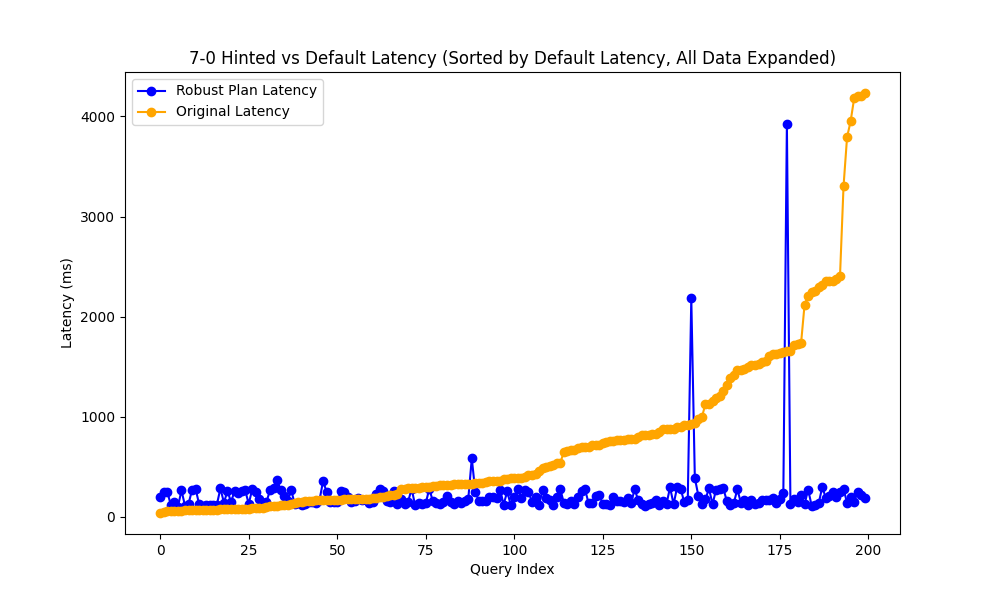 7-0 Hinted vs Default Latency (Sorted by Default Latency, All Data Expanded)
Robust Plan Latency
Original Latency
4000
3000
2000
1000
0
Latency (ms)
0 25 50 75 100 125 150 175 200
Query Index